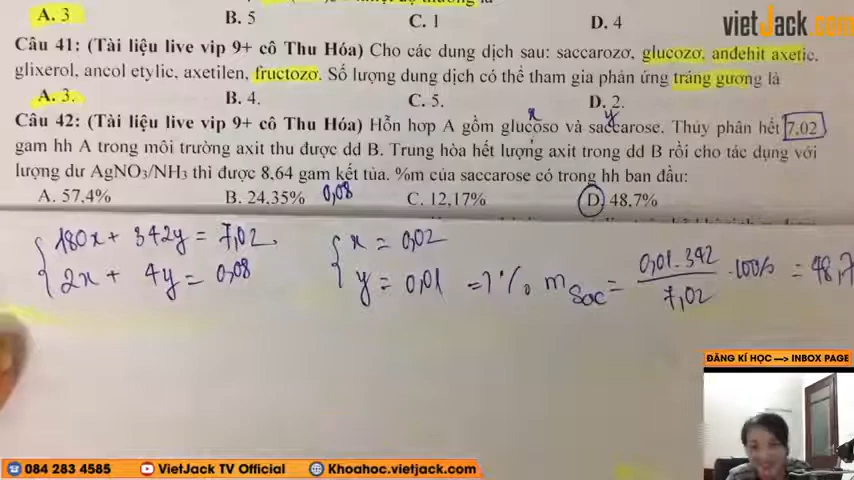 A. 3
B. 5
C. 1
D. 4
vietJack.com
Câu 41: (Tài liệu live vip 9+ cô Thu Hóa) Cho các dung dịch sau: saccarozơ, glucozơ, anđehit axetic,
glixerol, ancol etylic, axetilen, fructozơ. Số lượng dung dịch có thể tham gia phản ứng tráng gương là
A. 3.
B. 4.
C. 5.
D. 2.
x
y
Câu 42: (Tài liệu live vip 9+ cô Thu Hóa) Hỗn hợp A gồm glucoso và saccarose. Thủy phân hết 7,02
gam hh A trong môi trường axit thu được dd B. Trung hòa hết lượng axit trong dd B rồi cho tác dụng với
lượng dư AgNO3/NH3 thì được 8,64 gam kết tủa. %m của saccarose có trong hh ban đầu:
A. 57,4%
B. 24,35%
0,08
C. 12,17%
D. 48,7%
180x + 342y = 7,02
2x + 4y = 0,08
x = 0,02
y = 0,01
=> % m Sac = 0,01.342 / 7,02 . 100% = 48,7
ĐĂNG KÍ HỌC ---> INBOX PAGE
084 283 4585
VietJack TV Official
Khoahoc.vietjack.com